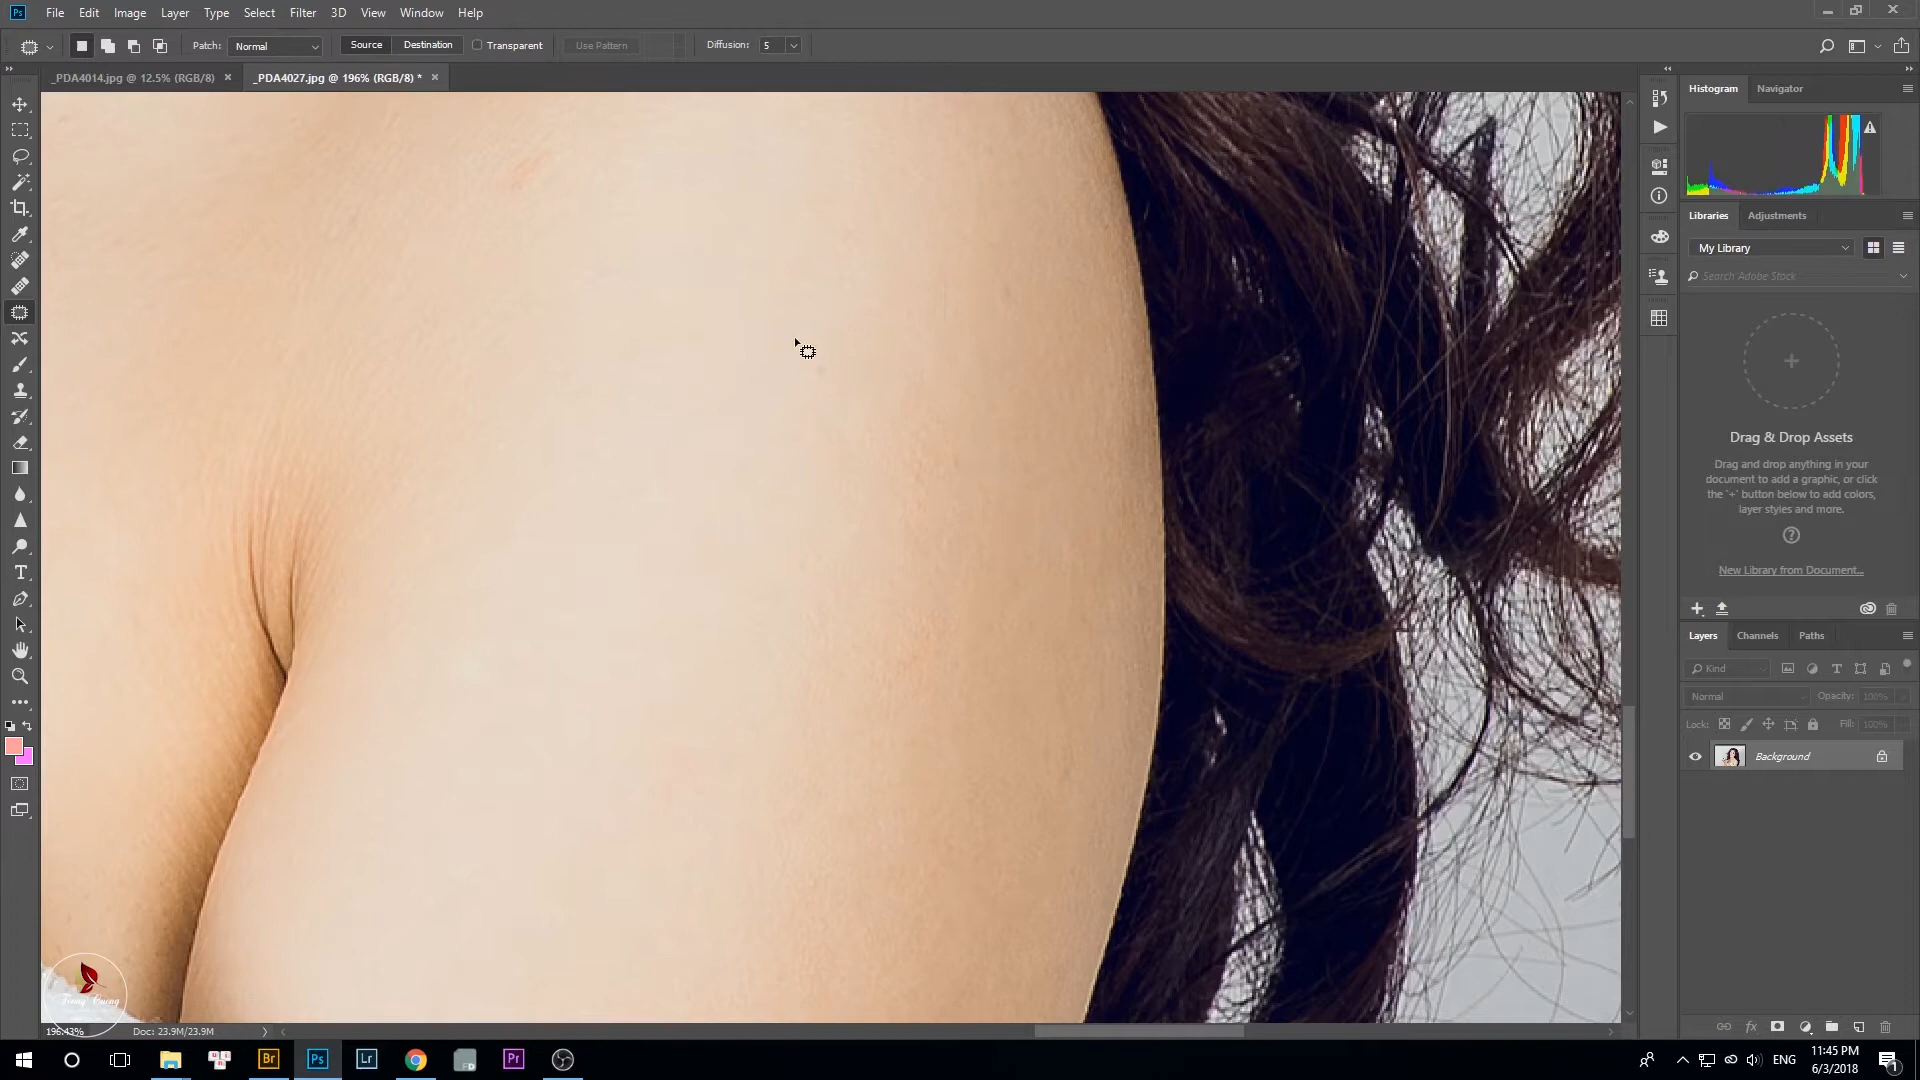 Ps File Edit Image Layer Type Select Filter 3D View Window Help
Patch: Normal Source Destination Transparent Use Pattern Diffusion: 5
_PDA4014.jpg @ 12.5% (RGB/8) × _PDA4027.jpg @ 196% (RGB/8) * ×
Histogram Navigator
Libraries Adjustments
My Library
Search Adobe Stock
Drag & Drop Assets
Drag and drop anything in your
document to add a graphic, or click
the '+' button below to add colors,
layer styles and more.
New Library from Document...
Layers Channels Paths
Kind
Normal Opacity: 100%
Lock: Fill: 100%
Background
196.43% Doc: 23.9M/23.9M
Br Ps Lr Pr
ENG
11:45 PM
6/3/2018
1